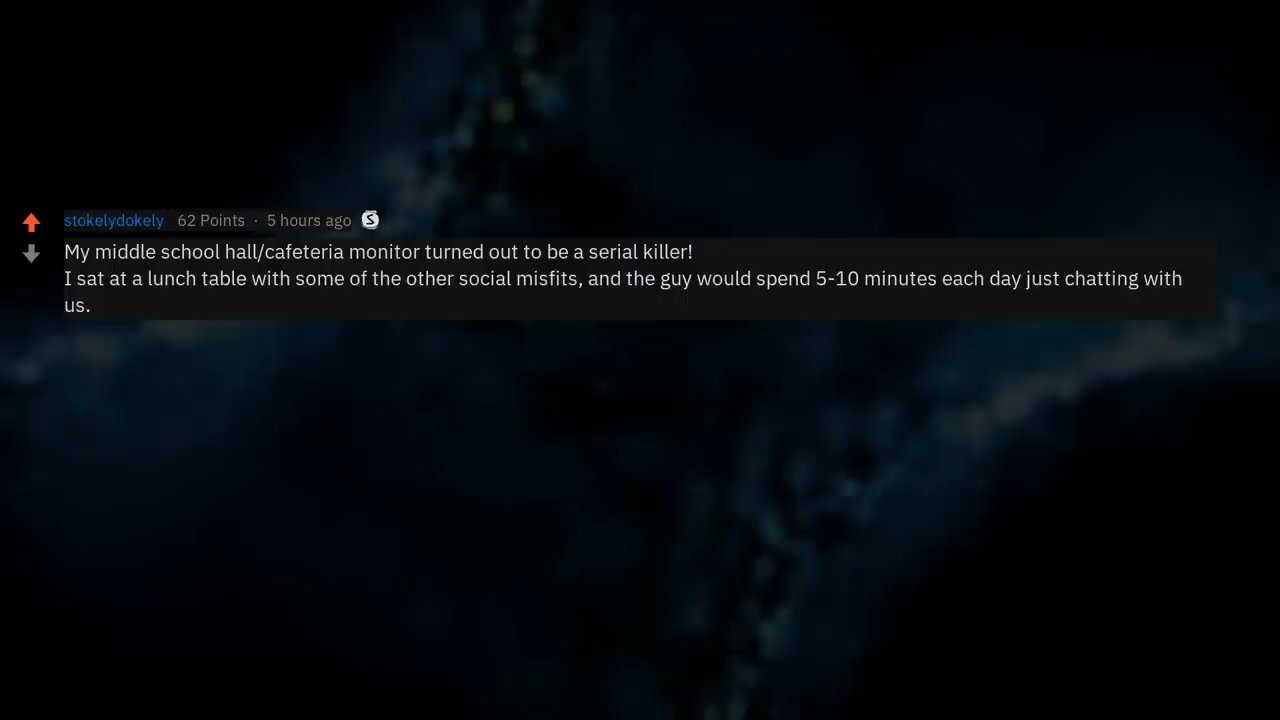 stokelydokely 62 Points · 5 hours ago S
My middle school hall/cafeteria monitor turned out to be a serial killer!
I sat at a lunch table with some of the other social misfits, and the guy would spend 5-10 minutes each day just chatting with
us.